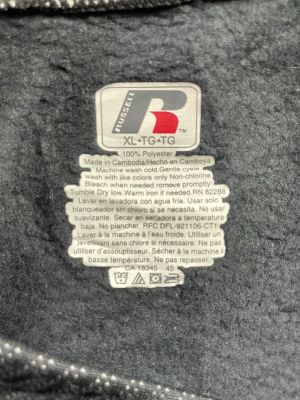 RUSSELL
R
TM
XL•TG•TG
100% Polyester
Made in Cambodia/Hecho en Camboya
Machine wash cold.Gentle cycle
wash with like colors only Non-chlorine
Bleach when needed remove promptly
Tumble Dry low.Warm iron if needed.RN 82288
Lavar en lavadora con agua fria. Usar solo
blanqueador sin chloro si se necesita. No usar
suavizante. Secar en secadora a temperatura
baja. No planchar. RFC DFL-921106-CT1
Laver à la machine à l'eau froide. Utiliser un
javellisant sans chlore si nécessaire. Ne pas
utiliser d'assouplisseur. Sécher à la machine à
basse température. Ne pas repasser.
CA 18345 45